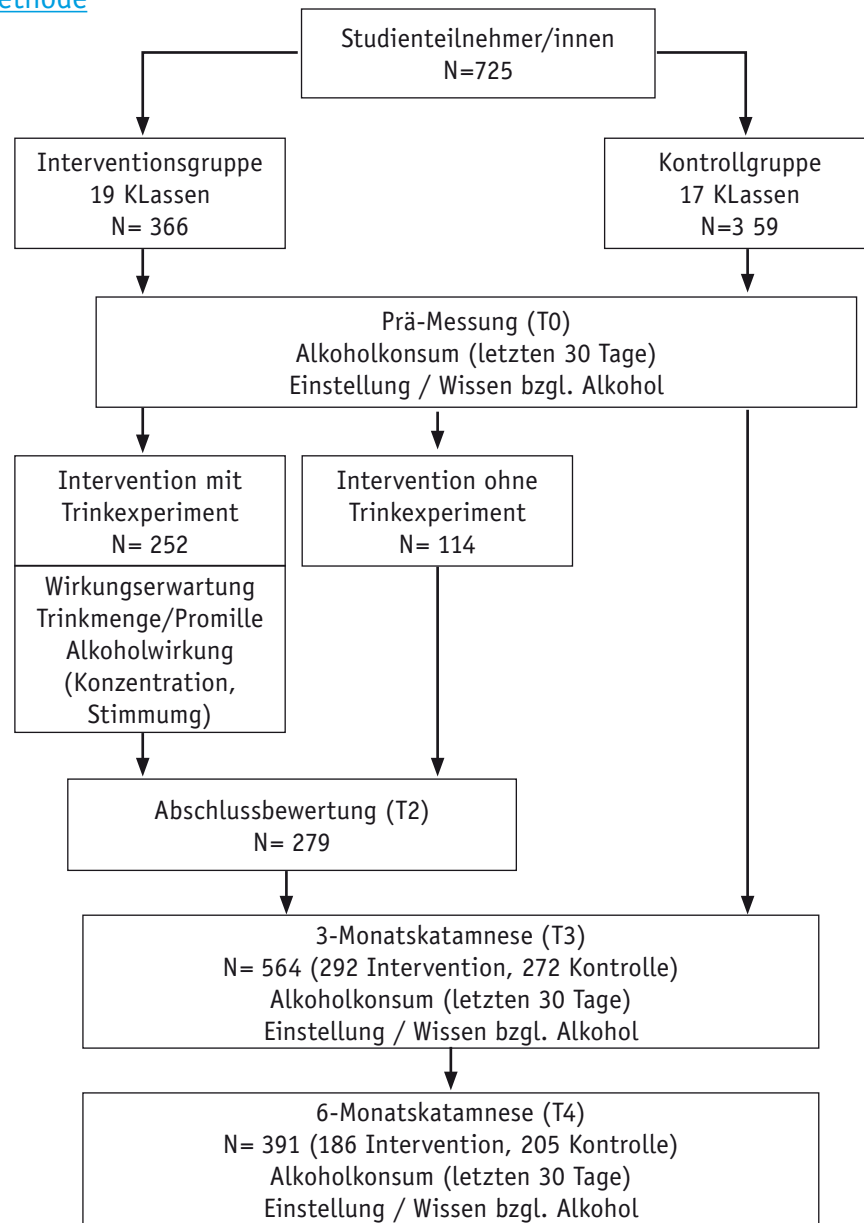 ethode
Studienteilnehmer/innen
N=725
Interventionsgruppe
19 KLassen
N= 366
Kontrollgruppe
17 KLassen
N=3 59
Prä-Messung (T0)
Alkoholkonsum (letzten 30 Tage)
Einstellung / Wissen bzgl. Alkohol
Intervention mit
Trinkexperiment
N= 252
Intervention ohne
Trinkexperiment
N= 114
Wirkungserwartung
Trinkmenge/Promille
Alkoholwirkung
(Konzentration,
Stimmumg)
Abschlussbewertung (T2)
N= 279
3-Monatskatamnese (T3)
N= 564 (292 Intervention, 272 Kontrolle)
Alkoholkonsum (letzten 30 Tage)
Einstellung / Wissen bzgl. Alkohol
6-Monatskatamnese (T4)
N= 391 (186 Intervention, 205 Kontrolle)
Alkoholkonsum (letzten 30 Tage)
Einstellung / Wissen bzgl. Alkohol